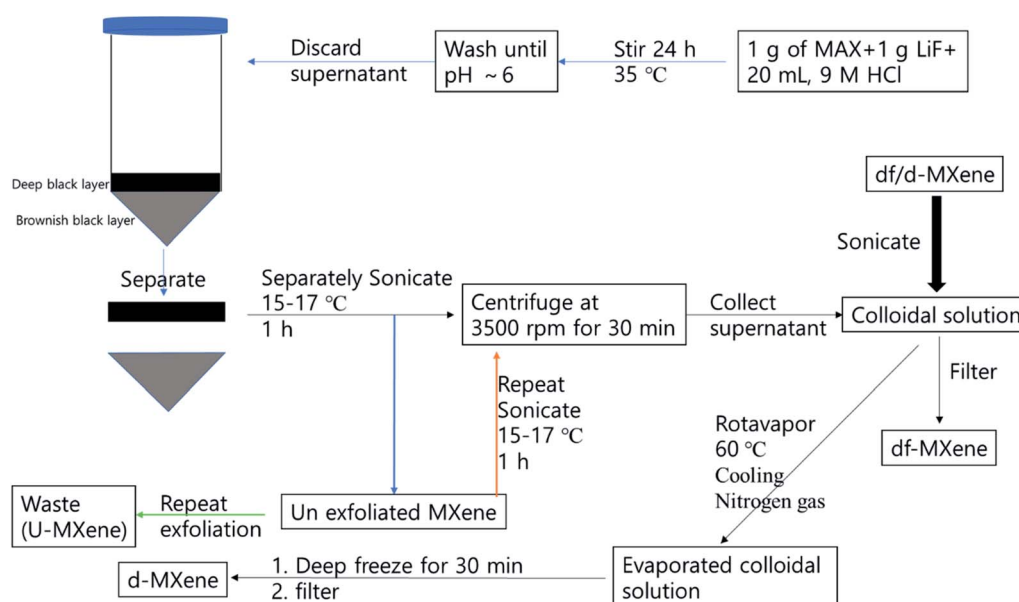 Discard
supernatant
Wash until
pH ~6
Stir 24 h
35 ℃
1 g of MAX+1 g LiF+
20 mL, 9 M HCl
Deep black layer
Brownish black layer
df/d-MXene
Sonicate
Separate
Separately Sonicate
15-17 ℃
1 h
Centrifuge at
3500 rpm for 30 min
Collect
supernatant
Colloidal solution
Repeat
Sonicate
15-17 ℃
1 h
Filter
Rotavapor
60 ℃
Cooling
Nitrogen gas
df-MXene
Waste
(U-MXene)
Repeat
exfoliation
Un exfoliated MXene
d-MXene
1. Deep freeze for 30 min
2. filter
Evaporated colloidal
solution